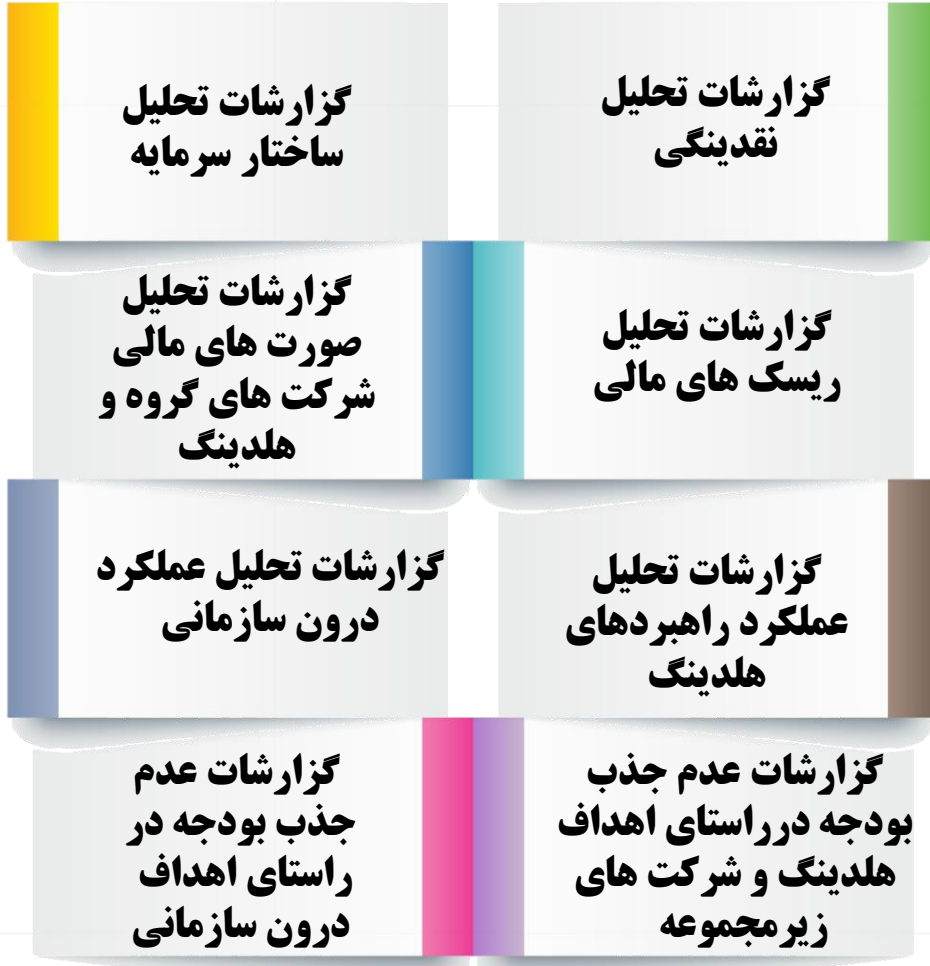 گزارشات تحلیل
نقدینگی
گزارشات تحلیل
ساختار سرمایه
گزارشات تحلیل
ریسک های مالی
گزارشات تحلیل
صورت های مالی
شرکت های گروه و
هلدینگ
گزارشات تحلیل
عملکرد راهبردهای
هلدینگ
گزارشات تحلیل عملکرد
درون سازمانی
گزارشات عدم جذب
بودجه درراستای اهداف
هلدینگ و شرکت های
زیرمجموعه
گزارشات عدم
جذب بودجه در
راستای اهداف
درون سازمانی